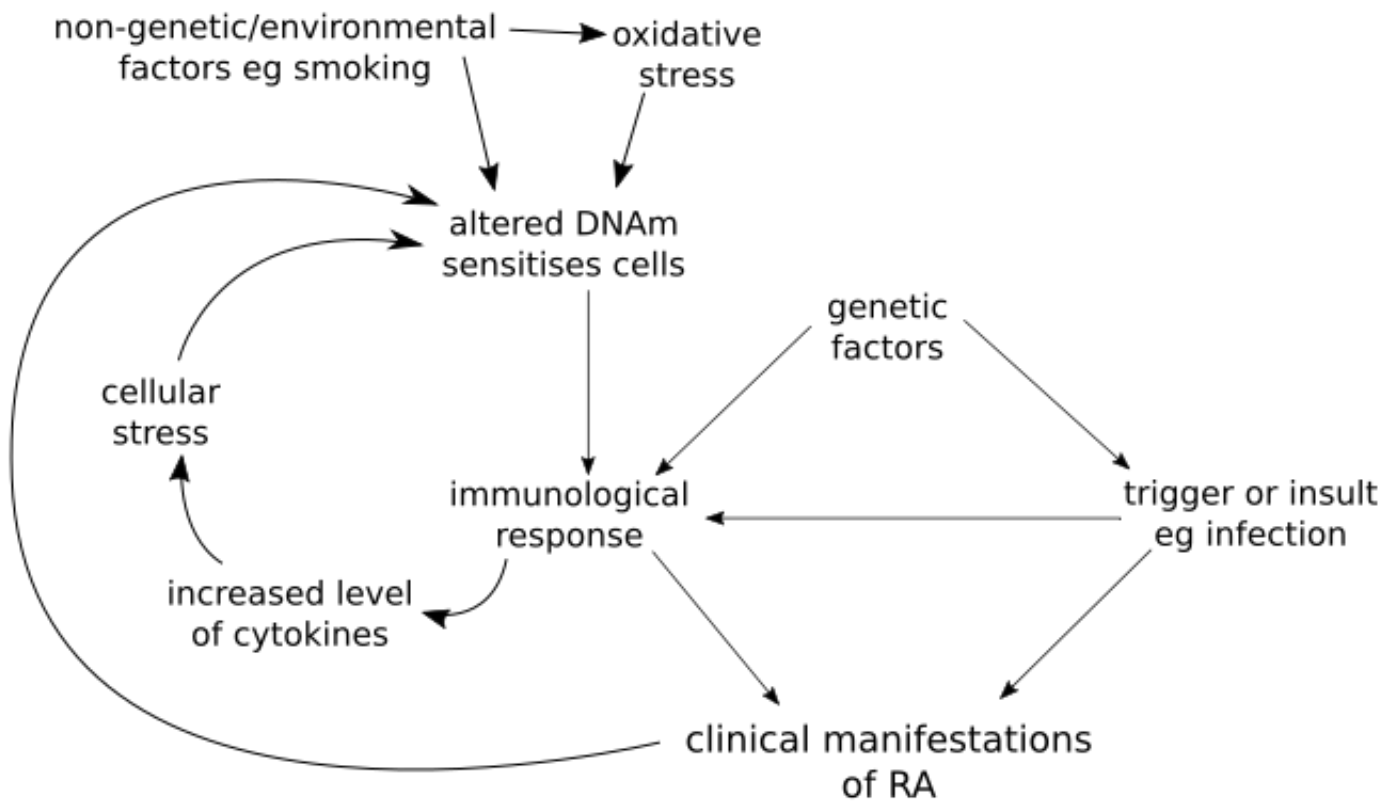 non-genetic/environmental
factors eg smoking
oxidative
stress
altered DNAm
sensitises cells
genetic
factors
cellular
stress
immunological
response
trigger or insult
eg infection
increased level
of cytokines
clinical manifestations
of RA